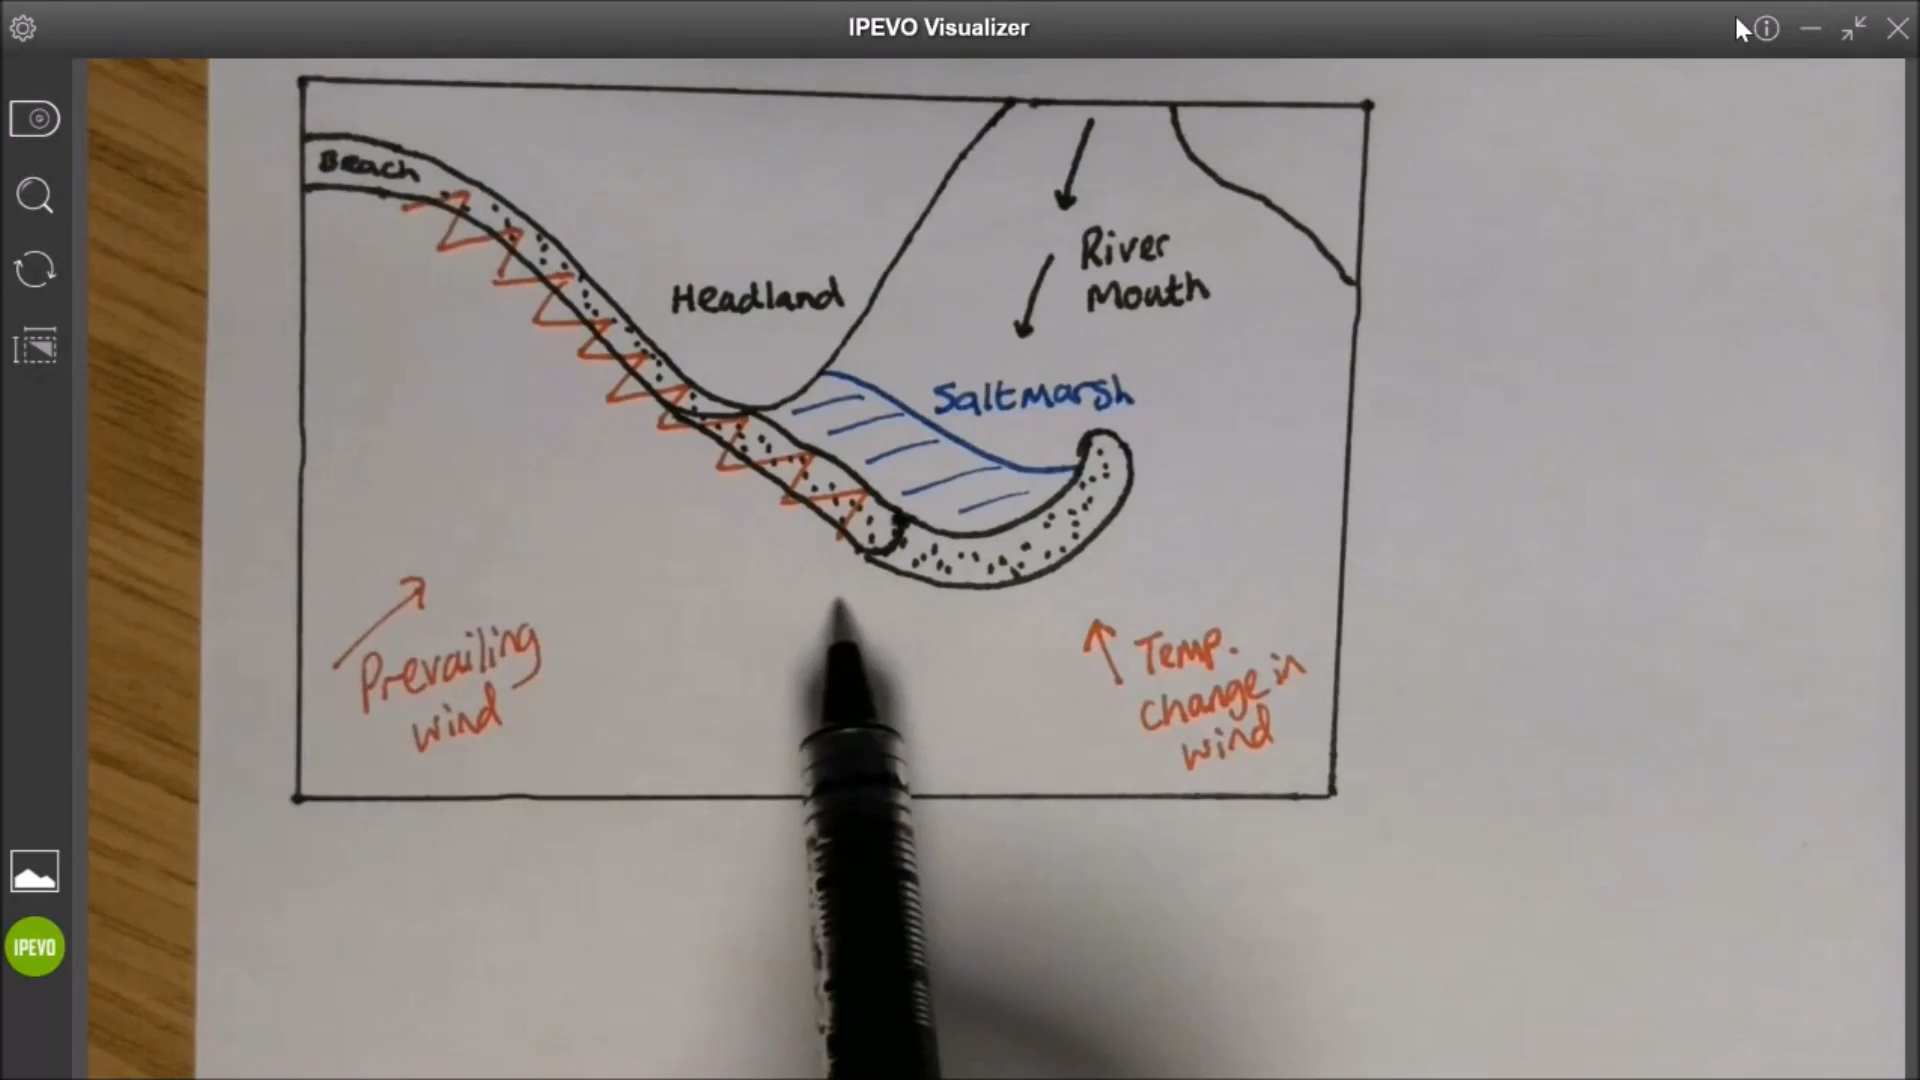 IPEVO Visualizer
Beach
Headland
River
Mouth
Saltmarsh
Prevailing
wind
Temp.
change in
wind
IPEVO